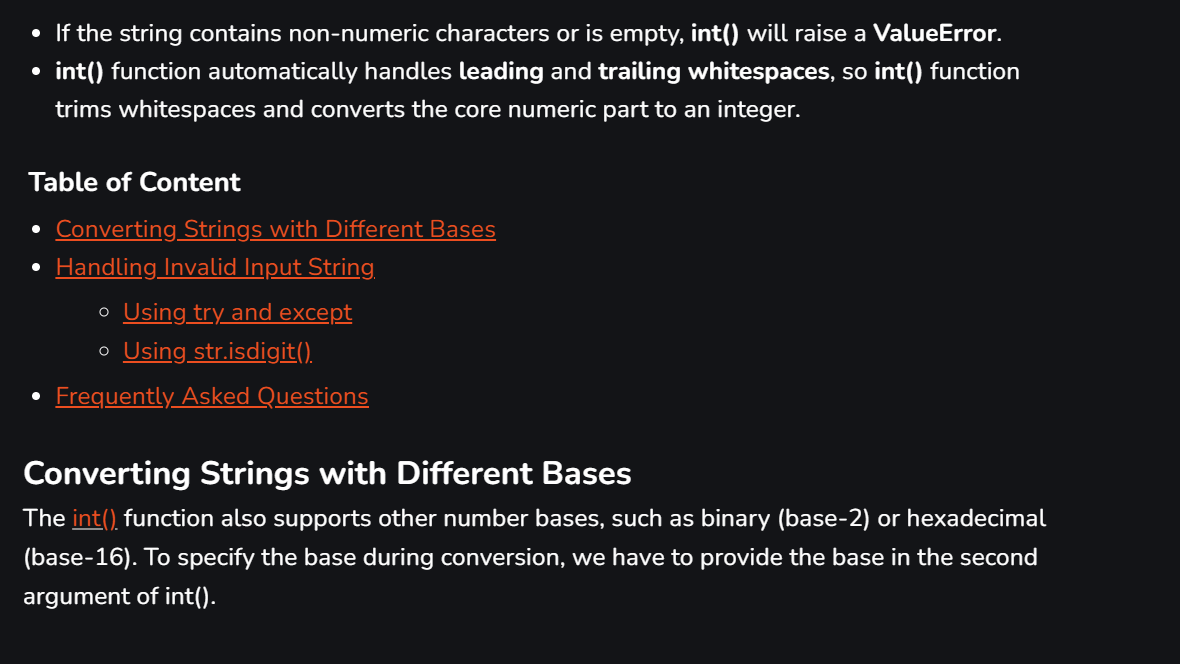 If the string contains non-numeric characters or is empty, int() will raise a ValueError.
int() function automatically handles leading and trailing whitespaces, so int() function
trims whitespaces and converts the core numeric part to an integer.
Table of Content
Converting Strings with Different Bases
Handling Invalid Input String
Using try and except
Using str.isdigit()
Frequently Asked Questions
Converting Strings with Different Bases
The int() function also supports other number bases, such as binary (base-2) or hexadecimal
(base-16). To specify the base during conversion, we have to provide the base in the second
argument of int().